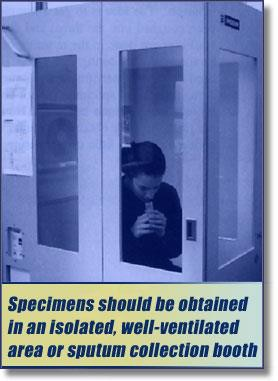 Specimens should be obtained
in an isolated, well-ventilated
area or sputum collection booth